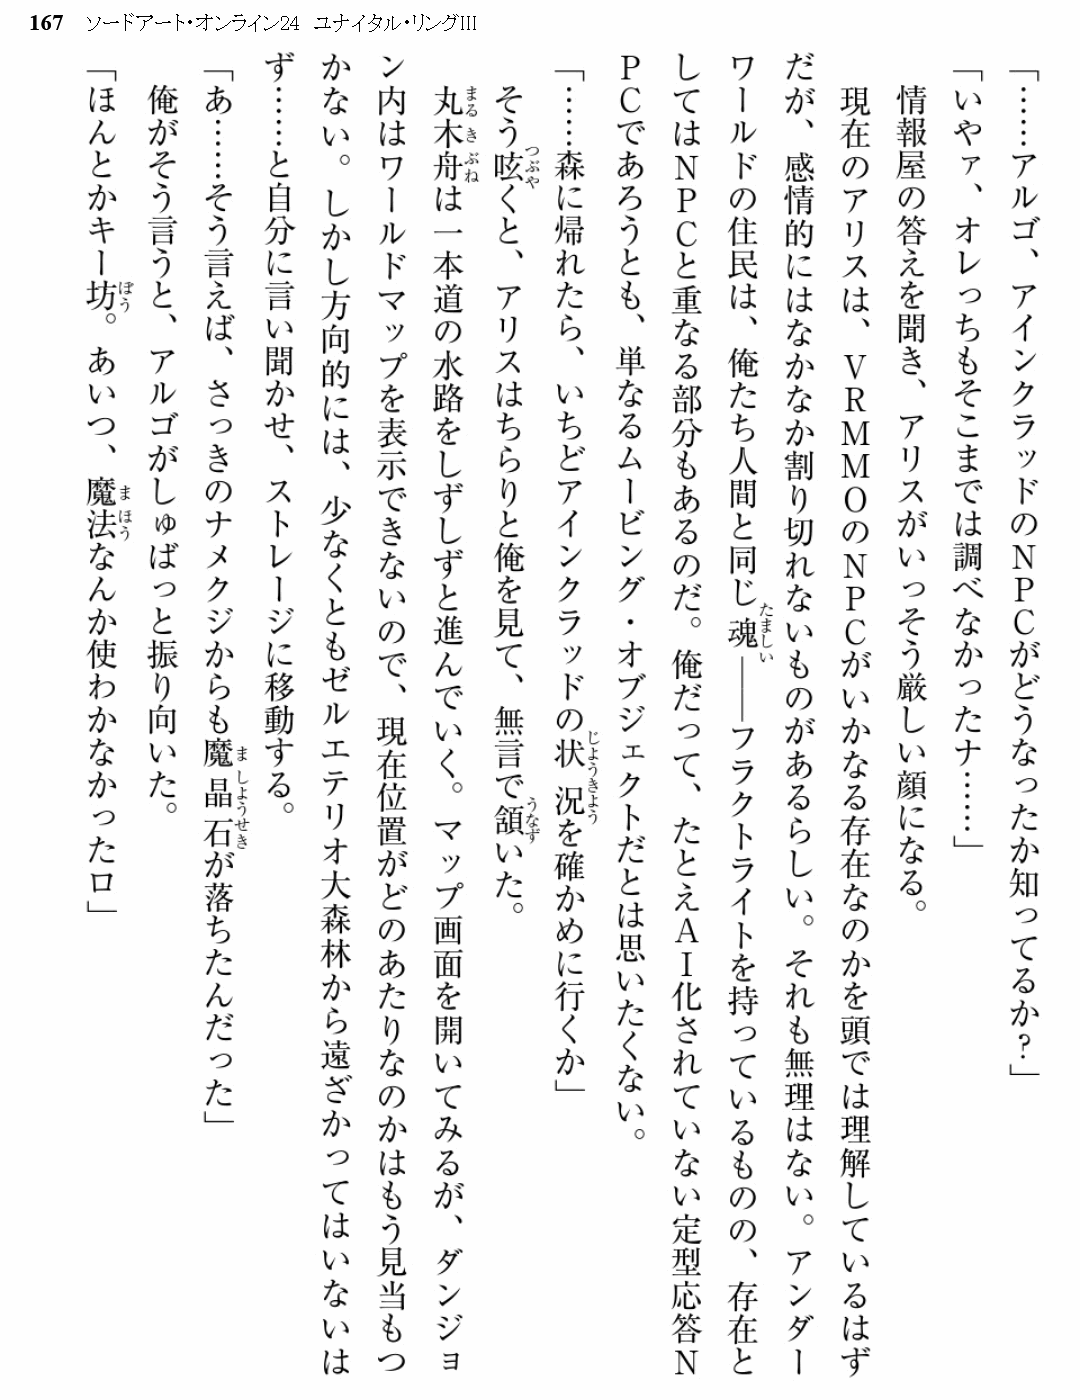 167 ソードアート・オンライン24 ユナイタル・リングIII
「……アルゴ、アインクラッドのNPCがどうなったか知ってるか?」
「いやァ、オレっちもそこまでは調べなかったナ……」
情報屋の答えを聞き、アリスがいっそう厳しい顔になる。
現在のアリスは、VRMMOのNPCがいかなる存在なのかを頭では理解しているはず
だが、感情的にはなかなか割り切れないものがあるらしい。それも無理はない。アンダー
ワールドの住民は、俺たち人間と同じ魂――フラクトライトを持っているものの、存在と
してはNPCと重なる部分もあるのだ。俺だって、たとえAI化されていない定型応答N
PCであろうとも、単なるムービング・オブジェクトだとは思いたくない。
「……森に帰れたら、いちどアインクラッドの状況を確かめに行くか」
そう呟くと、アリスはちらりと俺を見て、無言で頷いた。
丸木舟は一本道の水路をしずしずと進んでいく。マップ画面を開いてみるが、ダンジョ
ン内はワールドマップを表示できないので、現在位置がどのあたりなのかはもう見当もつ
かない。しかし方向的には、少なくともゼルエテリオ大森林から遠ざかってはいないは
ず……と自分に言い聞かせ、ストレージに移動する。
「あ……そう言えば、さっきのナメクジからも魔晶石が落ちたんだった」
俺がそう言うと、アルゴがしゅばっと振り向いた。
「ほんとかキー坊。あいつ、魔法なんか使わかなかったロ」